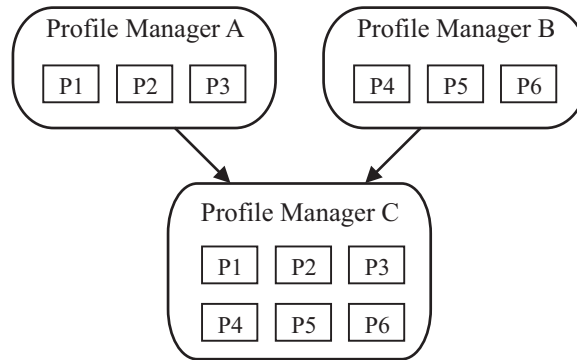 Profile Manager A
Profile Manager B
P1 P2 P3
P4 P5 P6
Profile Manager C
P1 P2 P3
P4 P5 P6